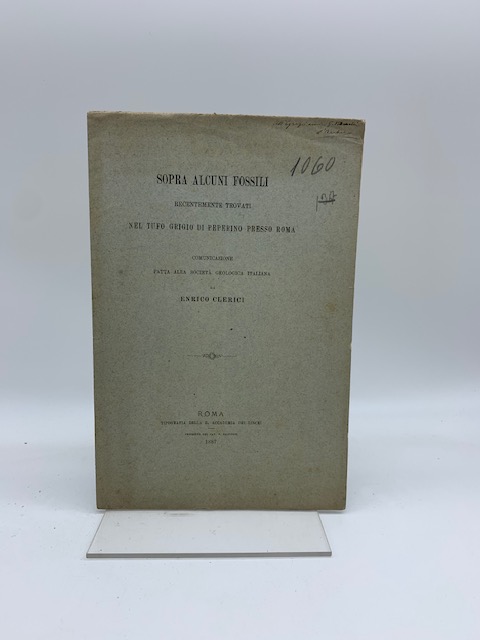 1060
SOPRA ALCUNI FOSSILI
RECENTEMENTE TROVATI
NEL TUFO GRIGIO DI PEPERINO PRESSO ROMA
COMUNICAZIONE
FATTA ALLA SOCIETÀ GEOLOGICA ITALIANA
DA
ENRICO CLERICI
ROMA
TIPOGRAFIA DELLA R. ACCADEMIA DEI LINCEI
1887